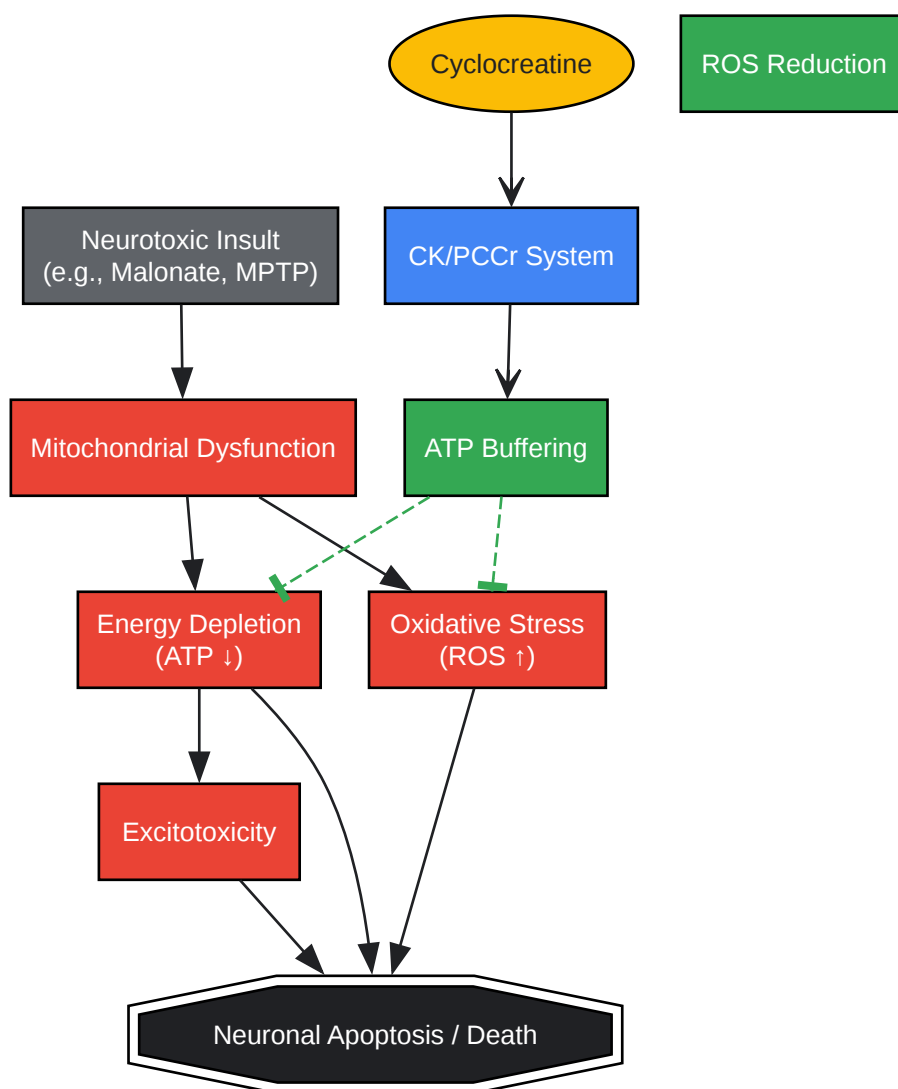 Cyclocreatine
ROS Reduction
Neurotoxic Insult
(e.g., Malonate, MPTP)
CK/PCCr System
Mitochondrial Dysfunction
ATP Buffering
Energy Depletion
(ATP ↓)
Oxidative Stress
(ROS ↑)
Excitotoxicity
Neuronal Apoptosis / Death